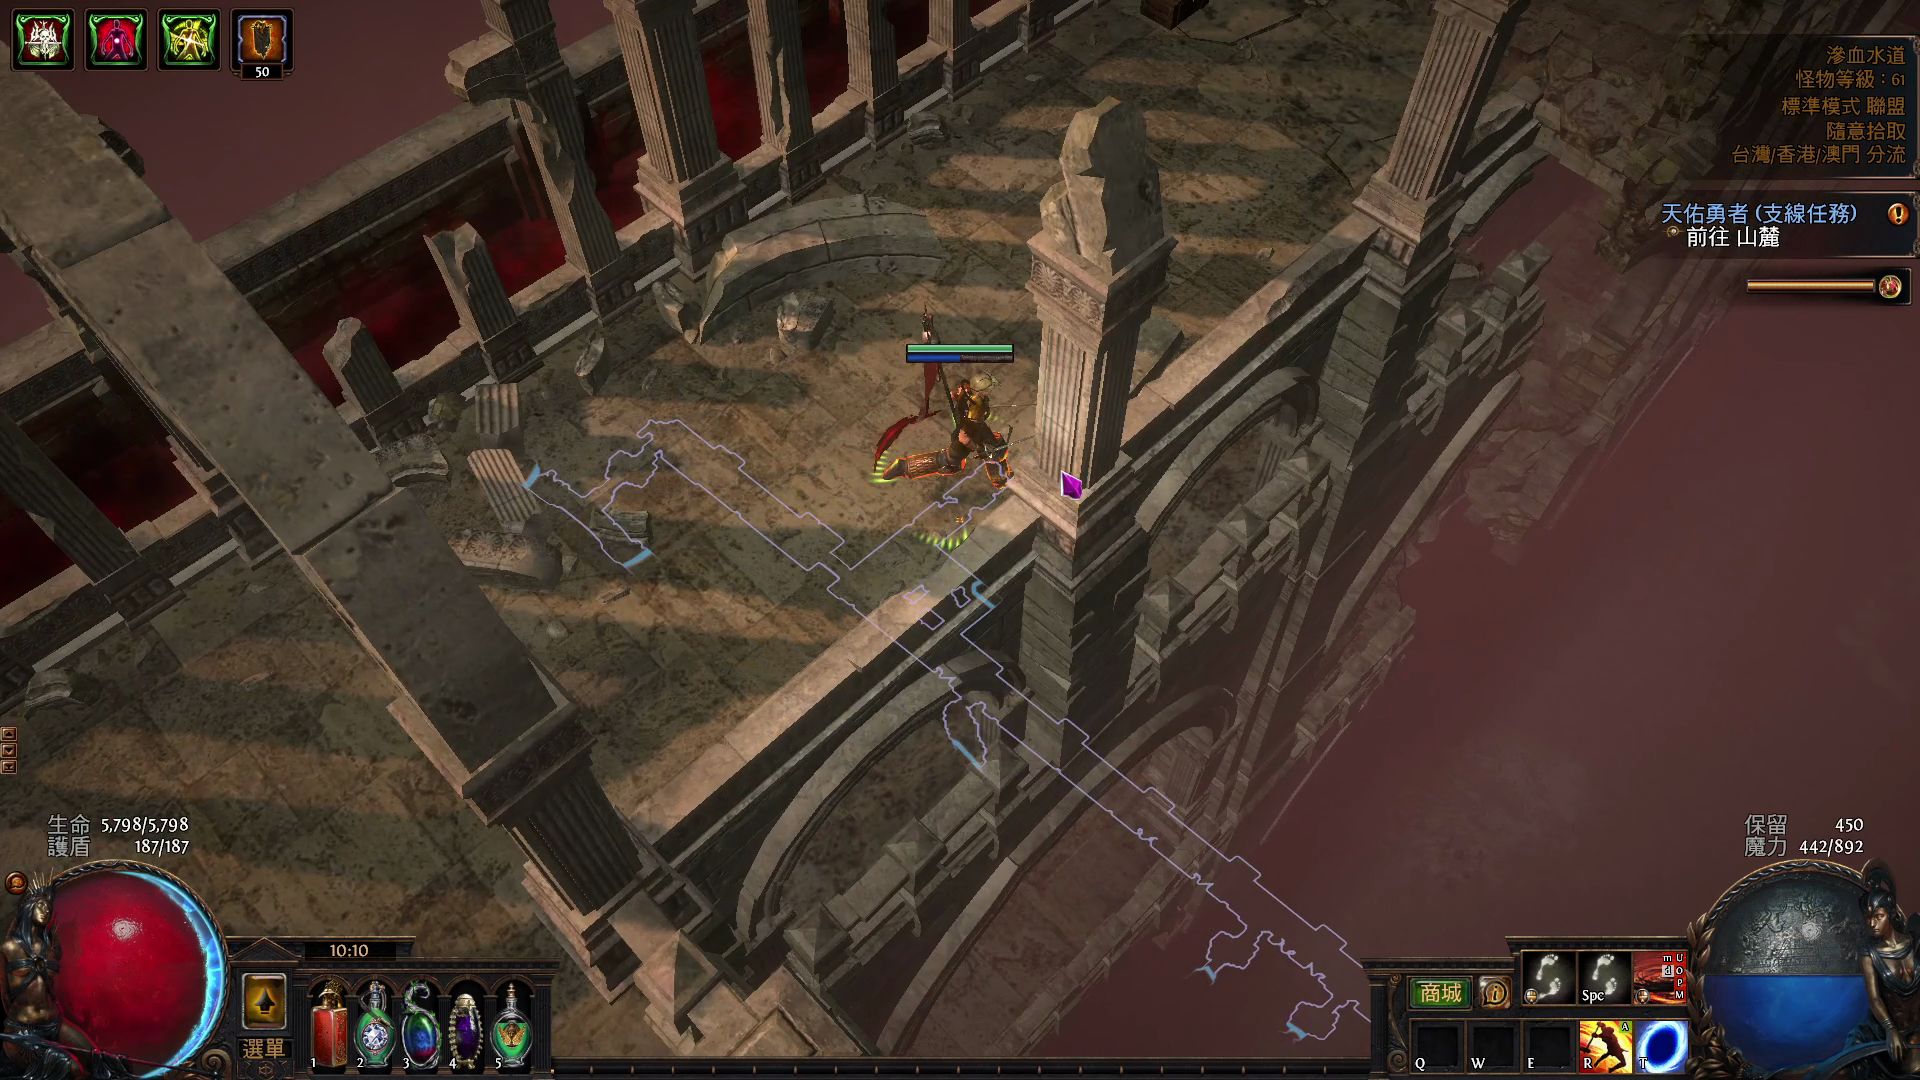 50
滲血水道
怪物等級：61
標準模式 聯盟
隨意拾取
台灣/香港/澳門 分流
天佑勇者 (支線任務)
前往 山麓
生命 5,798/5,798
護盾 187/187
保留 450
魔力 442/892
10:10
選單
1
2
3
4
5
商城
Spc
Q
W
E
R
A
T